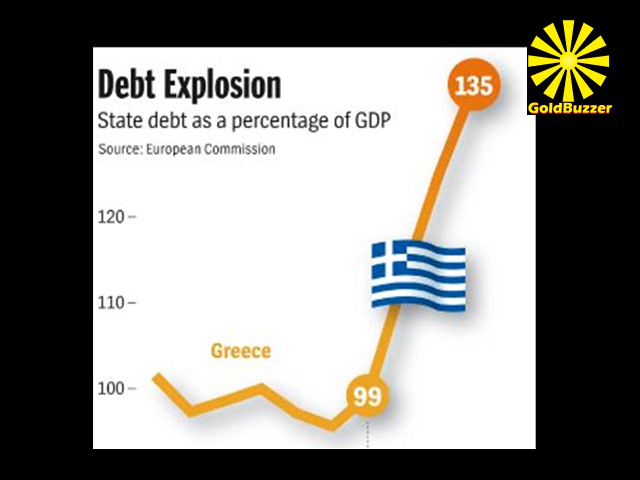 Debt Explosion
State debt as a percentage of GDP
Source: European Commission
135
GoldBuzzer
120
110
Greece
100
99